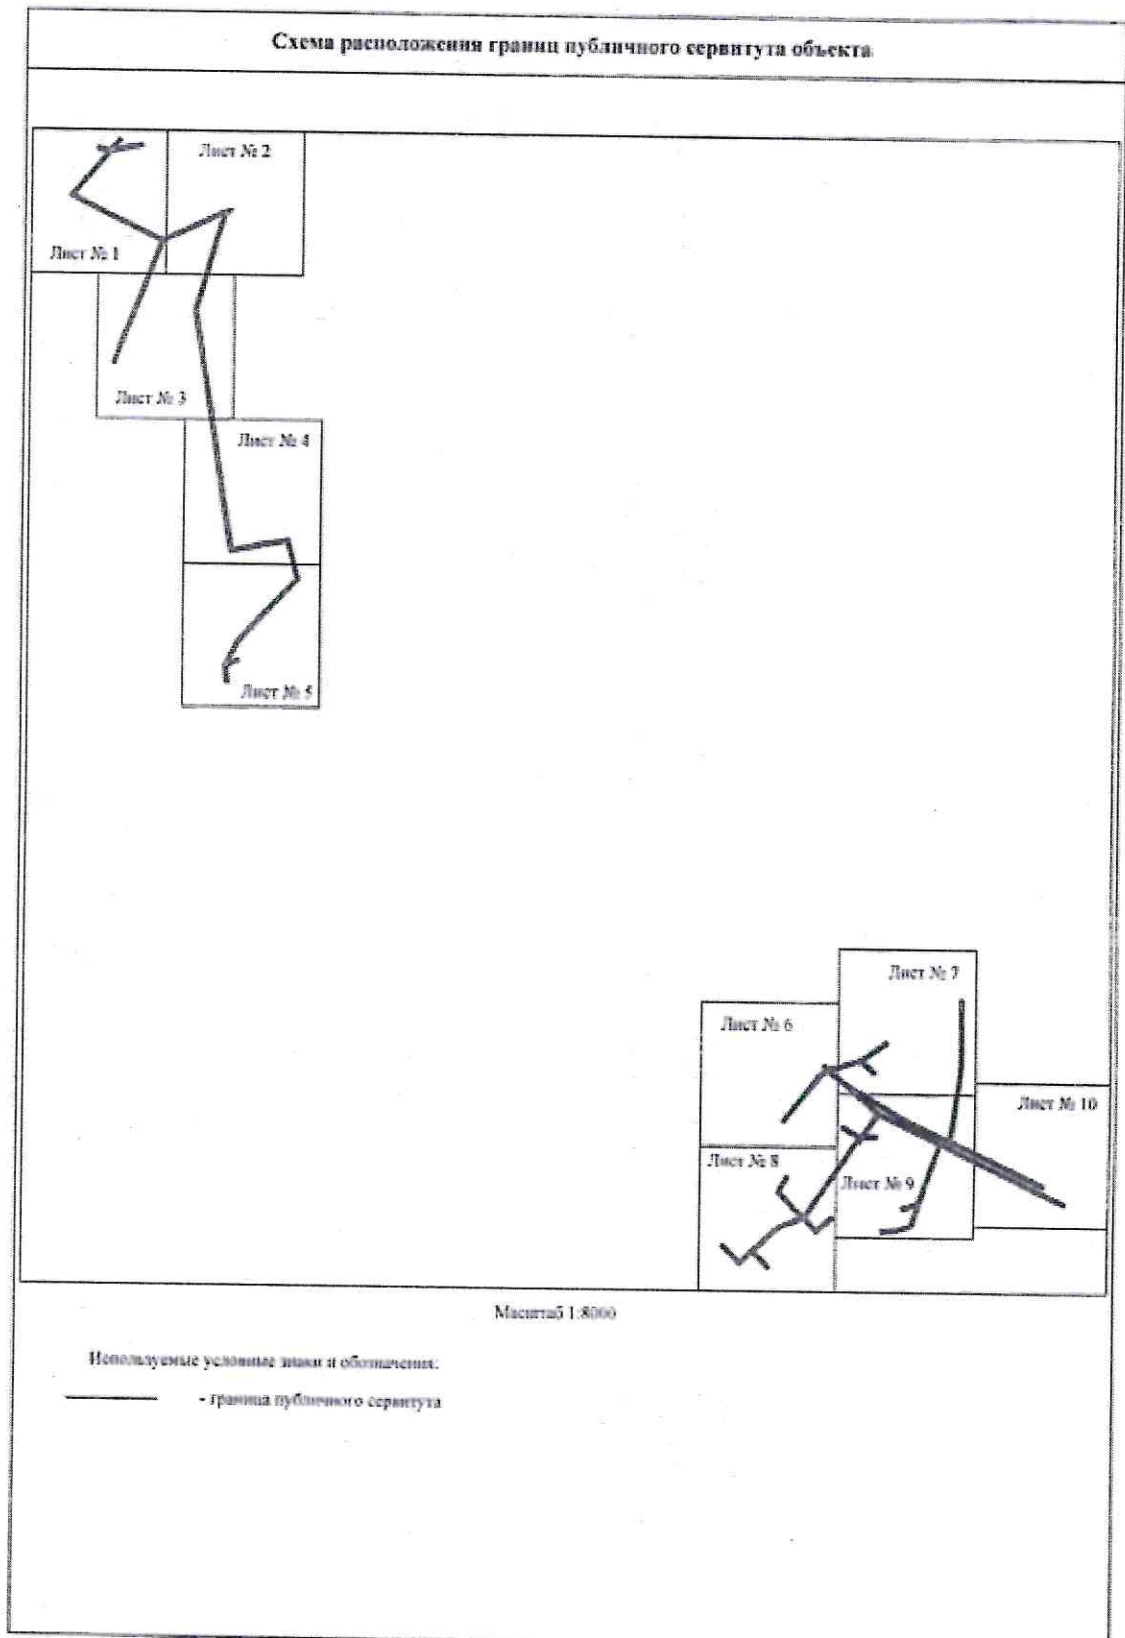 Схема расположения границ публичного сервитута объекта
Лист № 2
Лист № 1
Лист № 3
Лист № 4
Лист № 5
Лист № 7
Лист № 6
Лист № 10
Лист № 8
Лист № 9
Масштаб 1:8000
Используемые условные знаки и обозначения:
- граница публичного сервитута